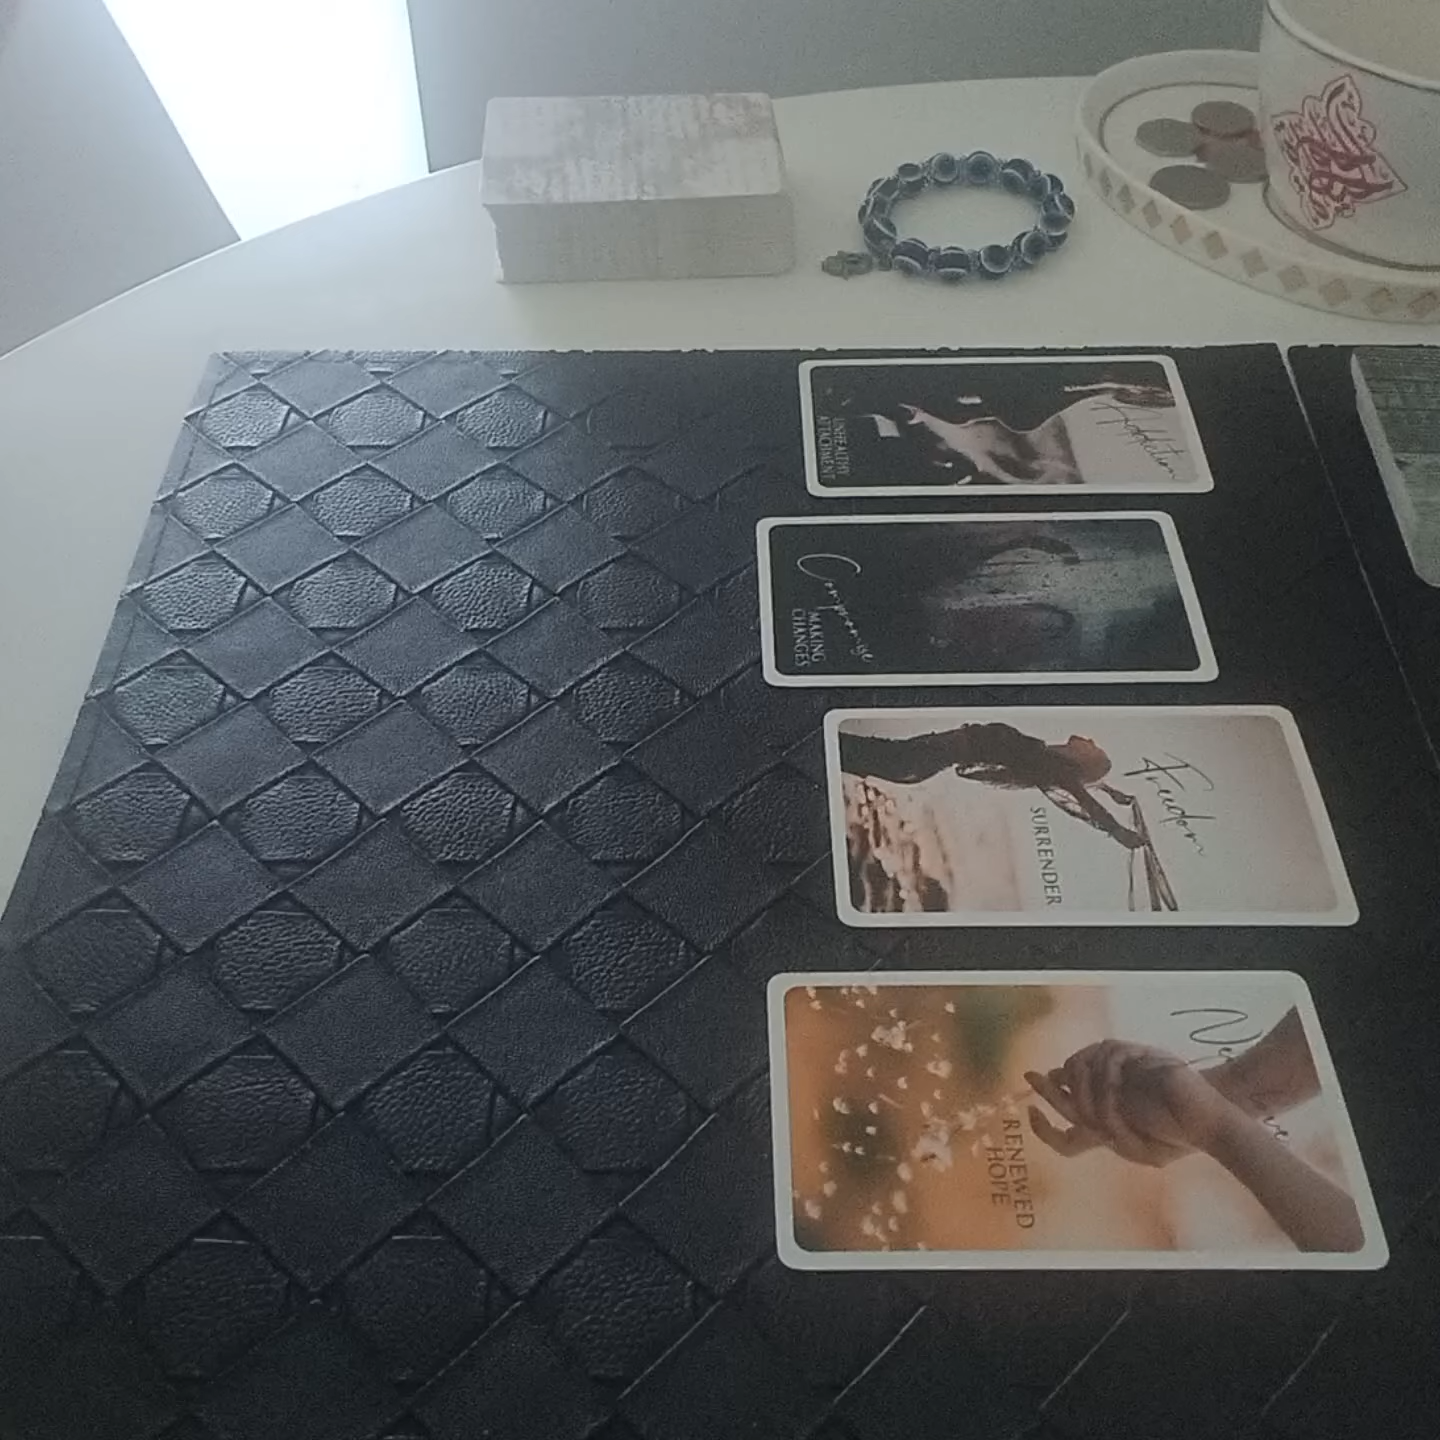 Addiction
UNHEALTHY
ATTACHMENT
Compromise
MAKING
CHANGES
Freedom
SURRENDER
RENEWED
HOPE